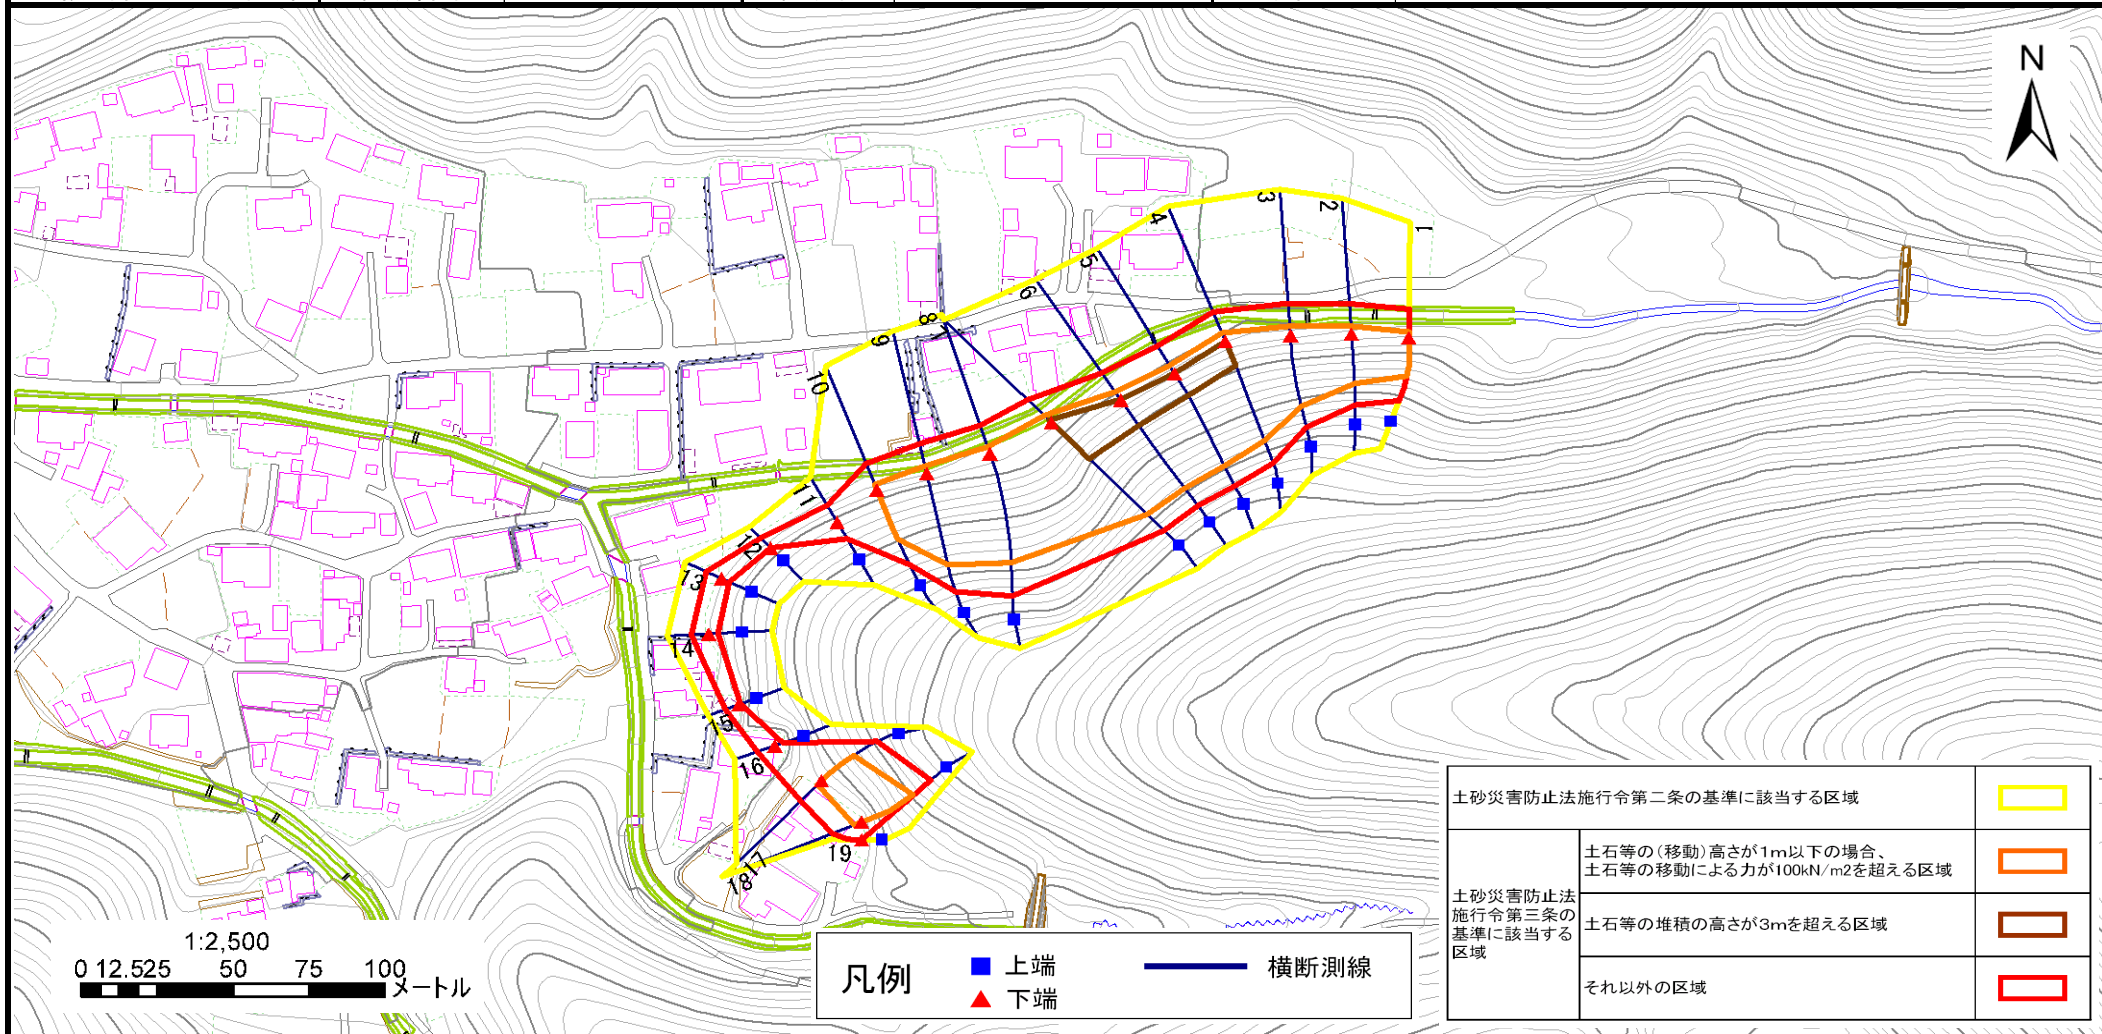 N
1
2
3
4
5
6
7
8
9
10
11
12
13
14
15
16
17
18
19
1:2,500
0 12.525 50 75 100
メートル
凡例
上端
下端
横断測線
土砂災害防止法施行令第二条の基準に該当する区域
土砂災害防止法
施行令第三条の
基準に該当する
区域
土石等の(移動)高さが1m以下の場合、
土石等の移動による力が100kN/m2を超える区域
土石等の堆積の高さが3mを超える区域
それ以外の区域